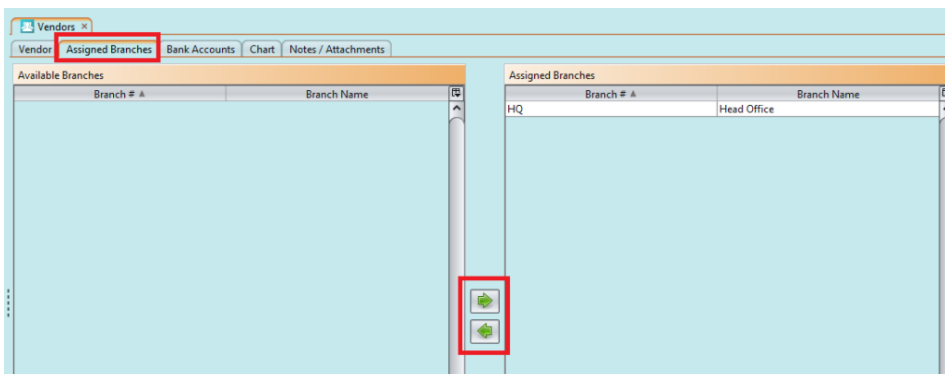 Vendors
Vendor Assigned Branches Bank Accounts Chart Notes / Attachments
Available Branches
Branch # Branch Name
Assigned Branches
Branch # Branch Name
HQ Head Office